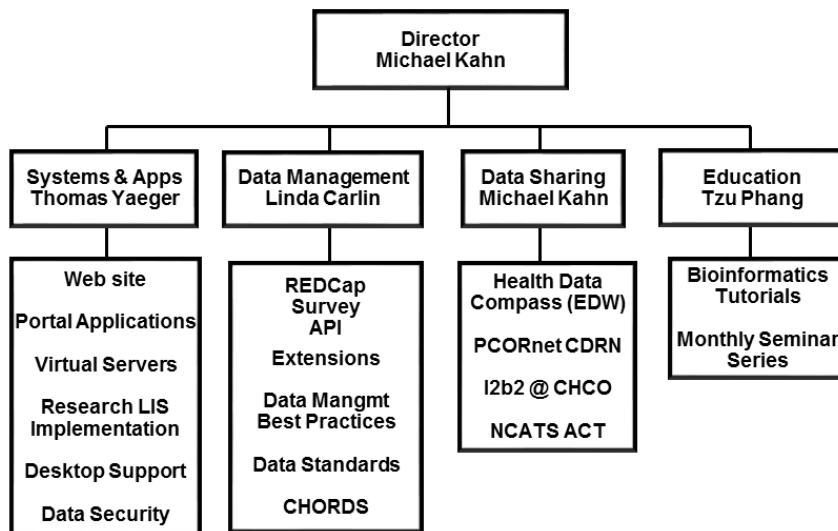 Director
Michael Kahn
Systems & Apps
Thomas Yaeger
Data Management
Linda Carlin
Data Sharing
Michael Kahn
Education
Tzu Phang
Web site
Portal Applications
Virtual Servers
Research LIS
Implementation
Desktop Support
Data Security
REDCap
Survey
API
Extensions
Data Mangmt
Best Practices
Data Standards
CHORDS
Health Data
Compass (EDW)
PCORnet CDRN
I2b2 @ CHCO
NCATS ACT
Bioinformatics
Tutorials
Monthly Seminar
Series